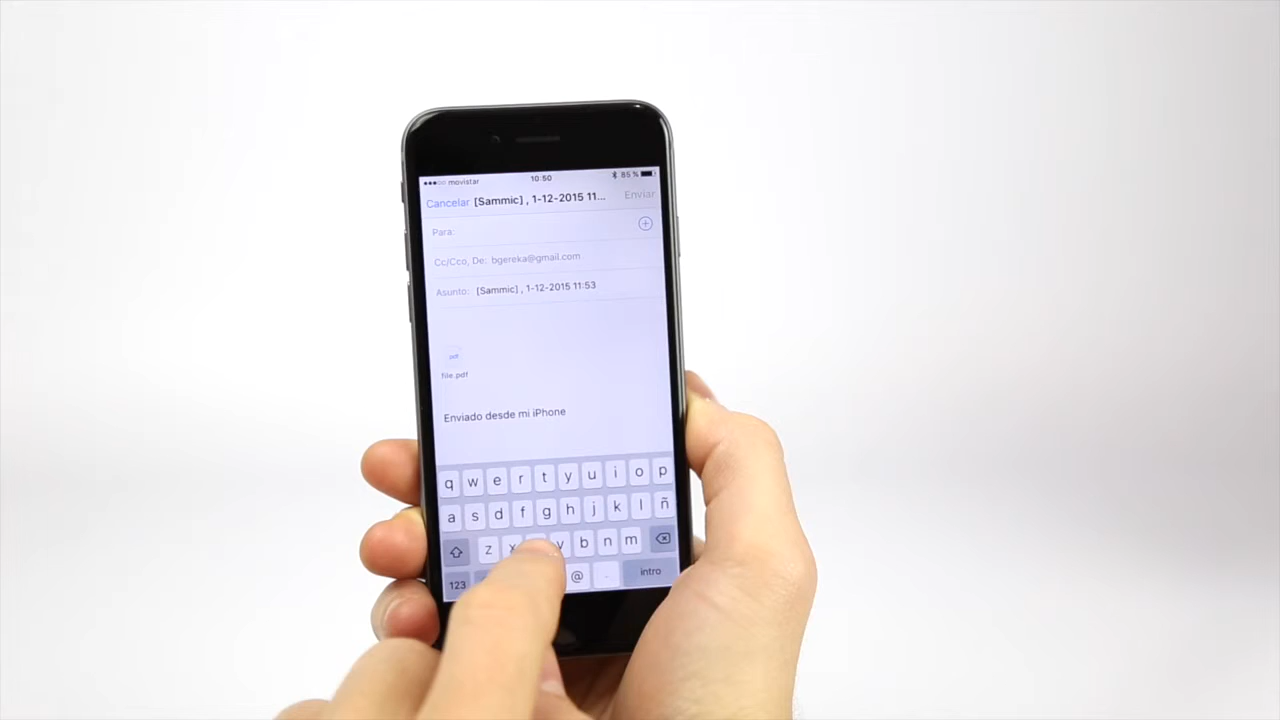 movistar 10:50 85 %
Cancelar [Sammic] , 1-12-2015 11... Enviar
Para:
Cc/Cco, De: bgereka@gmail.com
Asunto: [Sammic] , 1-12-2015 11:53
pdf
file.pdf
Enviado desde mi iPhone
q w e r t y u i o p
a s d f g h j k l ñ
z x v b n m
123 @ . intro